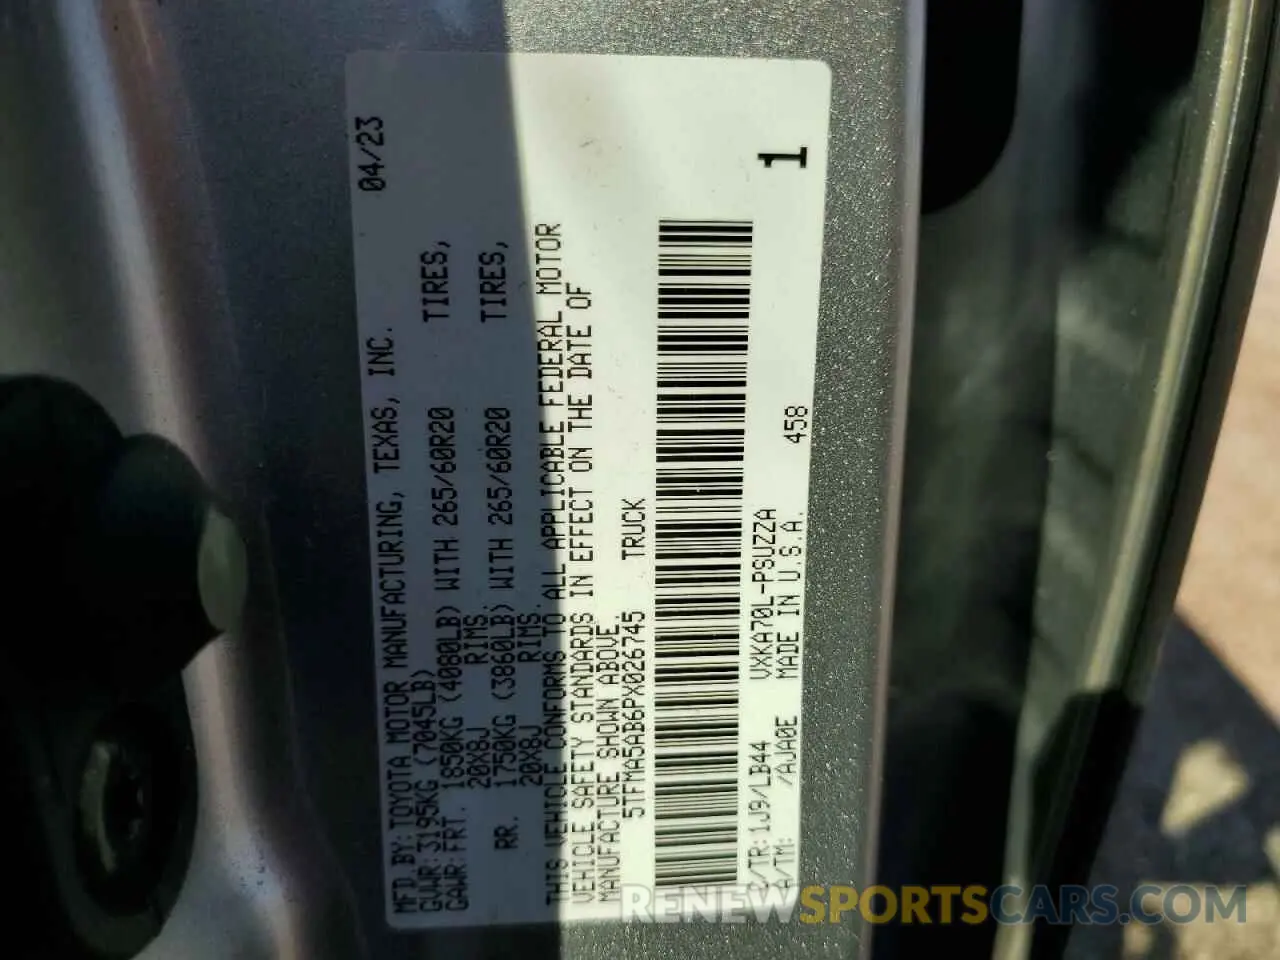 MFD.BY:TOYOTA MOTOR MANUFACTURING, TEXAS, INC. 04/23
GVWR:3195KG (7045LB)
GAWR:FRT. 1850KG (4080LB) WITH 265/60R20 TIRES,
20X8J RIMS.
RR. 1750KG (3860LB) WITH 265/60R20 TIRES,
20X8J RIMS.
THIS VEHICLE CONFORMS TO ALL APPLICABLE FEDERAL MOTOR
VEHICLE SAFETY STANDARDS IN EFFECT ON THE DATE OF
MANUFACTURE SHOWN ABOVE.
5TFMA5AB6PX026745 TRUCK
C/TR:1J9/LB44 VXKA70L-PSUZZA
A/TM: /AJA0E MADE IN U.S.A. 458
1
RENEWSPORTSCARS.COM